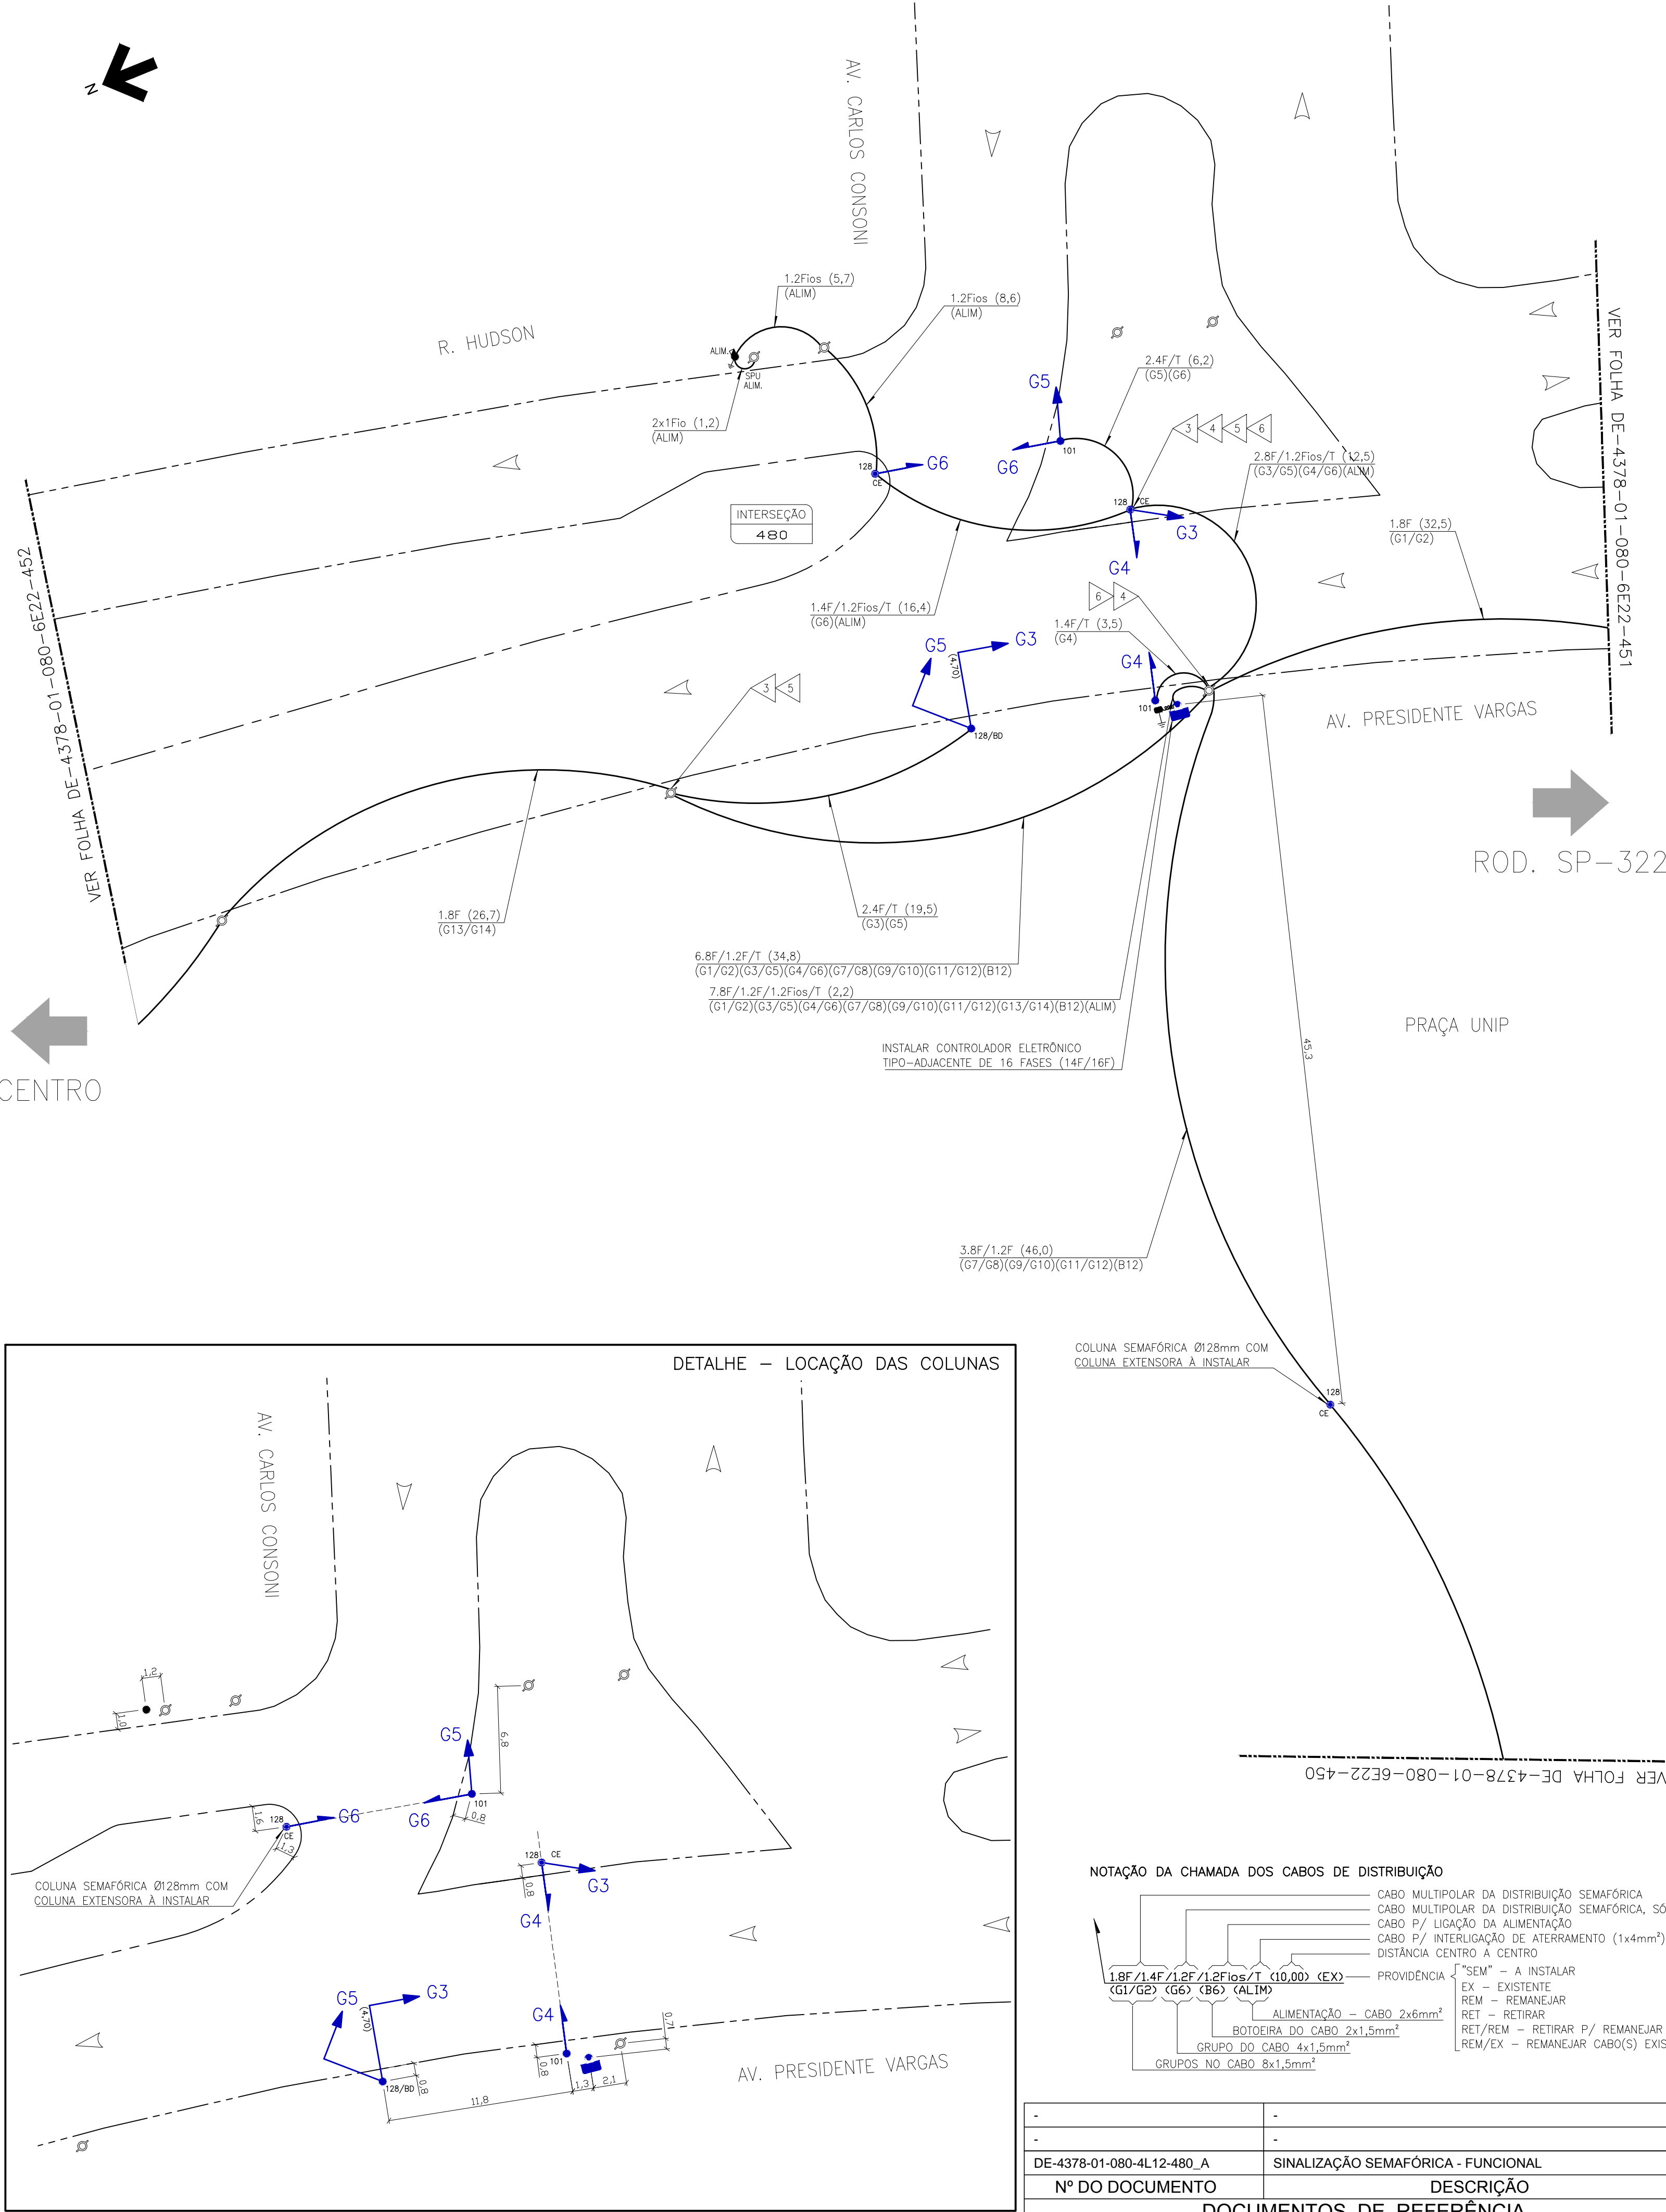 N
AV. CARLOS CONSONI
R. HUDSON
1.2Fios (5,7)
(ALIM)
1.2Fios (8,6)
(ALIM)
ALIM.
SPU
ALIM.
2x1Fio (1,2)
(ALIM)
G5
2.4F/T (6,2)
(G5)(G6)
G6
101
128
CE
G6
3
4
5
6
2.8F/1.2Fios/T (12,5)
(G3/G5)(G4/G6)(ALIM)
128
CE
G3
G4
INTERSEÇÃO
480
1.8F (32,5)
(G1/G2)
VER FOLHA DE-4378-01-080-6E22-451
VER FOLHA DE-4378-01-080-6E22-452
1.4F/1.2Fios/T (16,4)
(G6)(ALIM)
6
4
1.4F/T (3,5)
(G4)
G5
G3
(4,70)
G4
128/BD
101
3
5
AV. PRESIDENTE VARGAS
ROD. SP-322
1.8F (26,7)
(G13/G14)
2.4F/T (19,5)
(G3)(G5)
6.8F/1.2F/T (34,8)
(G1/G2)(G3/G5)(G4/G6)(G7/G8)(G9/G10)(G11/G12)(B12)
7.8F/1.2F/1.2Fios/T (2,2)
(G1/G2)(G3/G5)(G4/G6)(G7/G8)(G9/G10)(G11/G12)(G13/G14)(B12)(ALIM)
INSTALAR CONTROLADOR ELETRÔNICO
TIPO-ADJACENTE DE 16 FASES (14F/16F)
PRAÇA UNIP
45,3
CENTRO
3.8F/1.2F (46,0)
(G7/G8)(G9/G10)(G11/G12)(B12)
COLUNA SEMAFÓRICA Ø128mm COM
COLUNA EXTENSORA À INSTALAR
128
CE
VER FOLHA DE-4378-01-080-6E22-450
DETALHE - LOCAÇÃO DAS COLUNAS
AV. CARLOS CONSONI
1,2
1,0
G5
6,8
G6
101
0,8
1,6
128
CE
G6
1,3
COLUNA SEMAFÓRICA Ø128mm COM
COLUNA EXTENSORA À INSTALAR
128
CE
0,8
G3
G4
G5
G3
(4,70)
G4
128/BD
0,8
101
0,8
0,71
11,8
1,3
2,1
AV. PRESIDENTE VARGAS
NOTAÇÃO DA CHAMADA DOS CABOS DE DISTRIBUIÇÃO
CABO MULTIPOLAR DA DISTRIBUIÇÃO SEMAFÓRICA
CABO MULTIPOLAR DA DISTRIBUIÇÃO SEMAFÓRICA, SÓ
CABO P/ LIGAÇÃO DA ALIMENTAÇÃO
CABO P/ INTERLIGAÇÃO DE ATERRAMENTO (1x4mm²)
DISTÂNCIA CENTRO A CENTRO
1.8F/1.4F/1.2F/1.2Fios/T (10,00) (EX)
(G1/G2) (G6) (B6) (ALIM)
PROVIDÊNCIA
"SEM" - A INSTALAR
EX - EXISTENTE
REM - REMANEJAR
RET - RETIRAR
RET/REM - RETIRAR P/ REMANEJAR
REM/EX - REMANEJAR CABO(S) EXIS
ALIMENTAÇÃO - CABO 2x6mm²
BOTOEIRA DO CABO 2x1,5mm²
GRUPO DO CABO 4x1,5mm²
GRUPOS NO CABO 8x1,5mm²
- -
- -
DE-4378-01-080-4L12-480_A SINALIZAÇÃO SEMAFÓRICA - FUNCIONAL
Nº DO DOCUMENTO DESCRIÇÃO
DOCUMENTOS DE REFERÊNCIA